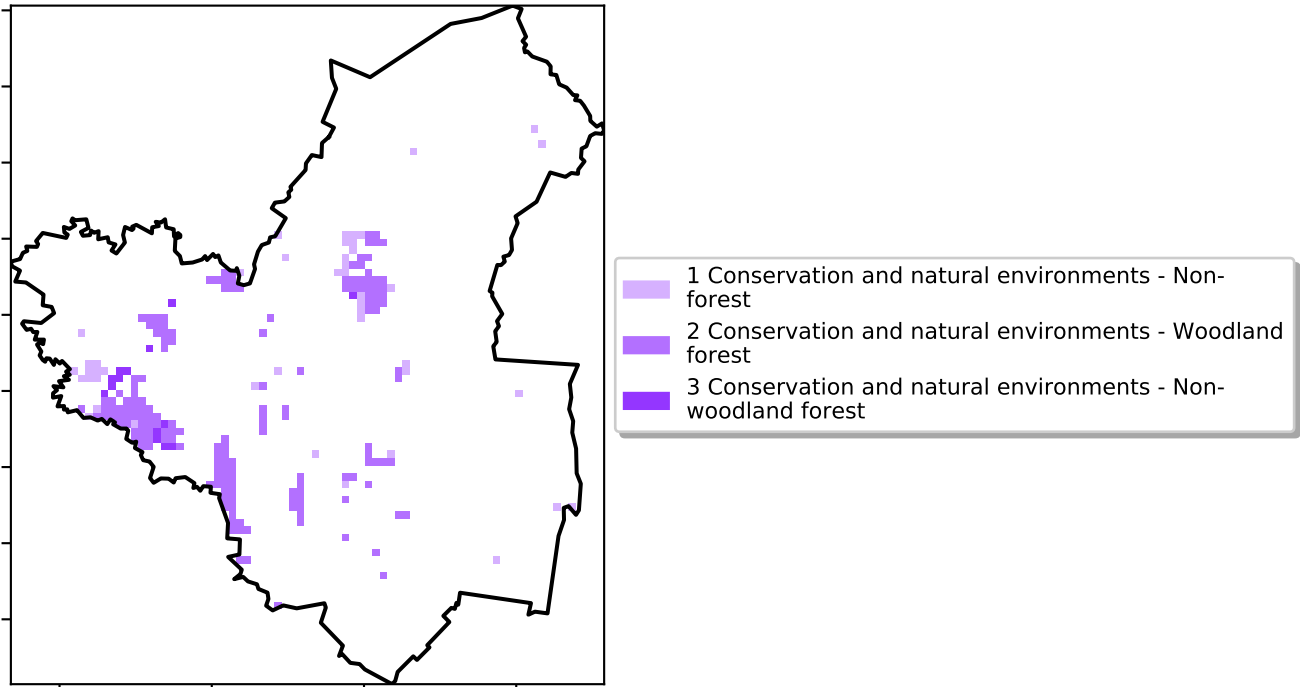 1 Conservation and natural environments - Non-
forest
2 Conservation and natural environments - Woodland
forest
3 Conservation and natural environments - Non-
woodland forest